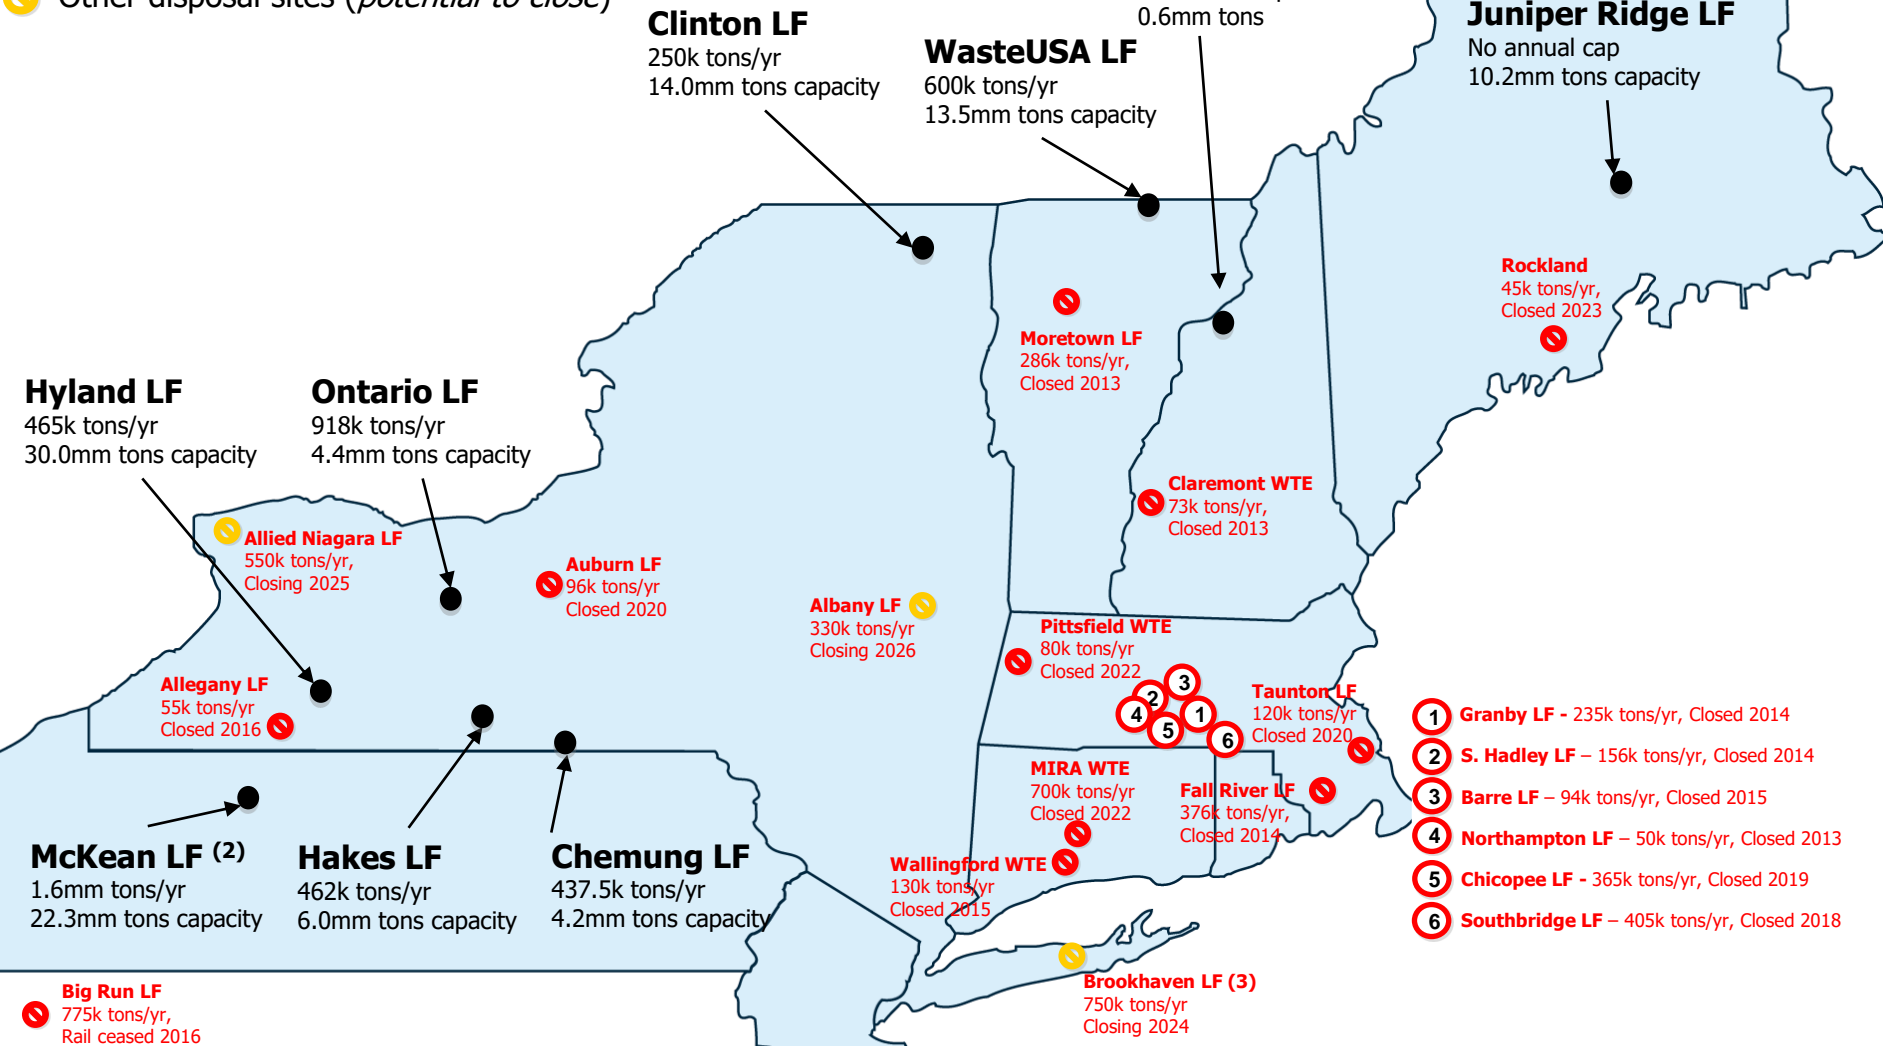 Other disposal sites (potential to close)
Clinton LF
250k tons/yr
14.0mm tons capacity
WasteUSA LF
600k tons/yr
13.5mm tons capacity
0.6mm tons
Juniper Ridge LF
No annual cap
10.2mm tons capacity
Rockland
45k tons/yr,
Closed 2023
Moretown LF
286k tons/yr,
Closed 2013
Hyland LF
465k tons/yr
30.0mm tons capacity
Ontario LF
918k tons/yr
4.4mm tons capacity
Claremont WTE
73k tons/yr,
Closed 2013
Allied Niagara LF
550k tons/yr,
Closing 2025
Auburn LF
96k tons/yr
Closed 2020
Albany LF
330k tons/yr
Closing 2026
Pittsfield WTE
80k tons/yr
Closed 2022
Allegany LF
55k tons/yr
Closed 2016
3
2
4
1
5
6
Taunton LF
120k tons/yr
Closed 2020
MIRA WTE
700k tons/yr
Closed 2022
Fall River LF
376k tons/yr,
Closed 2014
Wallingford WTE
130k tons/yr
Closed 2015
1 Granby LF - 235k tons/yr, Closed 2014
2 S. Hadley LF – 156k tons/yr, Closed 2014
3 Barre LF – 94k tons/yr, Closed 2015
4 Northampton LF – 50k tons/yr, Closed 2013
5 Chicopee LF - 365k tons/yr, Closed 2019
6 Southbridge LF – 405k tons/yr, Closed 2018
McKean LF (2)
1.6mm tons/yr
22.3mm tons capacity
Hakes LF
462k tons/yr
6.0mm tons capacity
Chemung LF
437.5k tons/yr
4.2mm tons capacity
Brookhaven LF (3)
750k tons/yr
Closing 2024
Big Run LF
775k tons/yr,
Rail ceased 2016